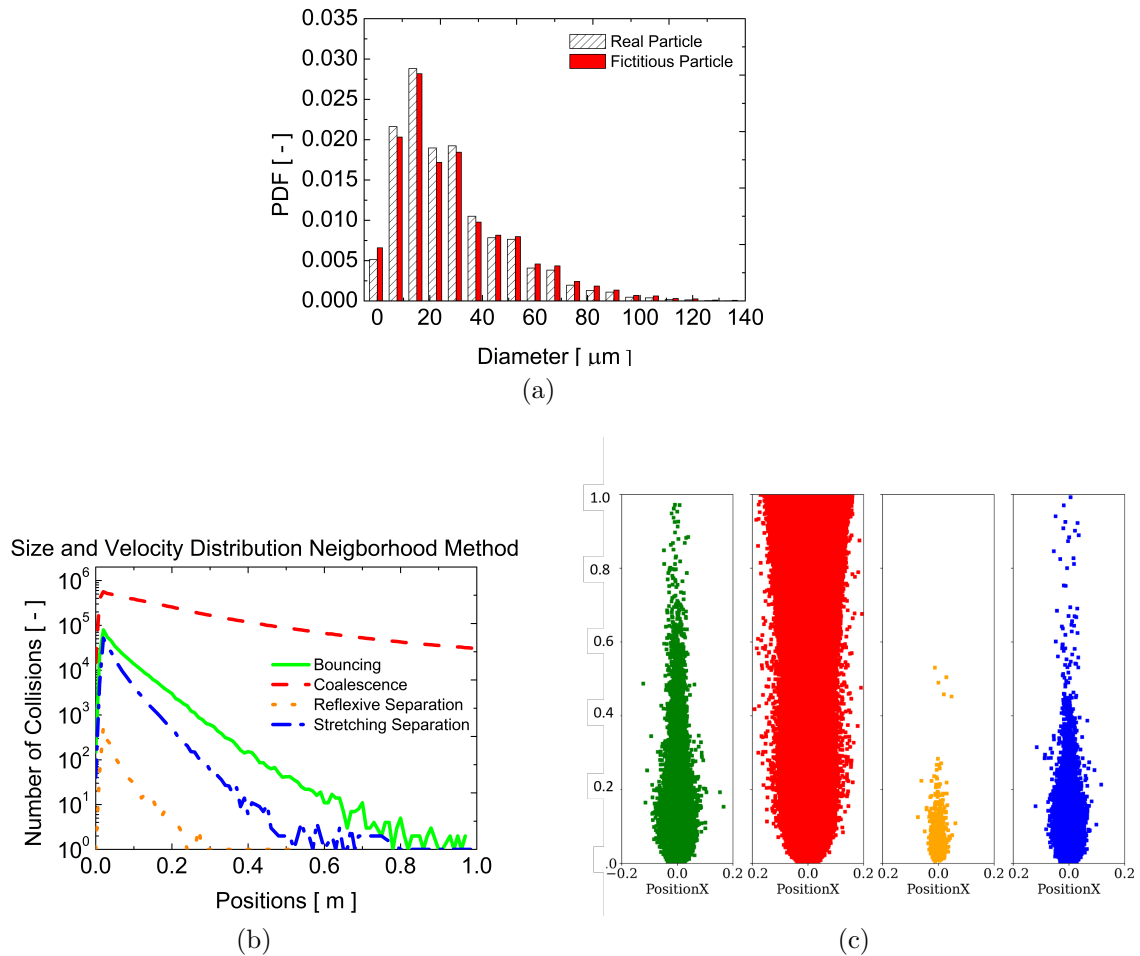 0.035
0.030
0.025
0.020
0.015
0.010
0.005
0.000
PDF [ - ]
Real Particle
Fictitious Particle
0 20 40 60 80 100 120 140
Diameter [ μm ]
(a)
Size and Velocity Distribution Neigborhood Method
10^6
10^5
10^4
10^3
10^2
10^1
10^0
Number of Collisions [ - ]
Bouncing
Coalescence
Reflexive Separation
Stretching Separation
0.0 0.2 0.4 0.6 0.8 1.0
Positions [ m ]
(b)
1.0
0.8
0.6
0.4
0.2
.0
−0.2 0.0 0.2 0.2 0.0 0.2 0.2 0.0 0.2 0.2 0.0 0.2
PositionX PositionX PositionX PositionX
(c)